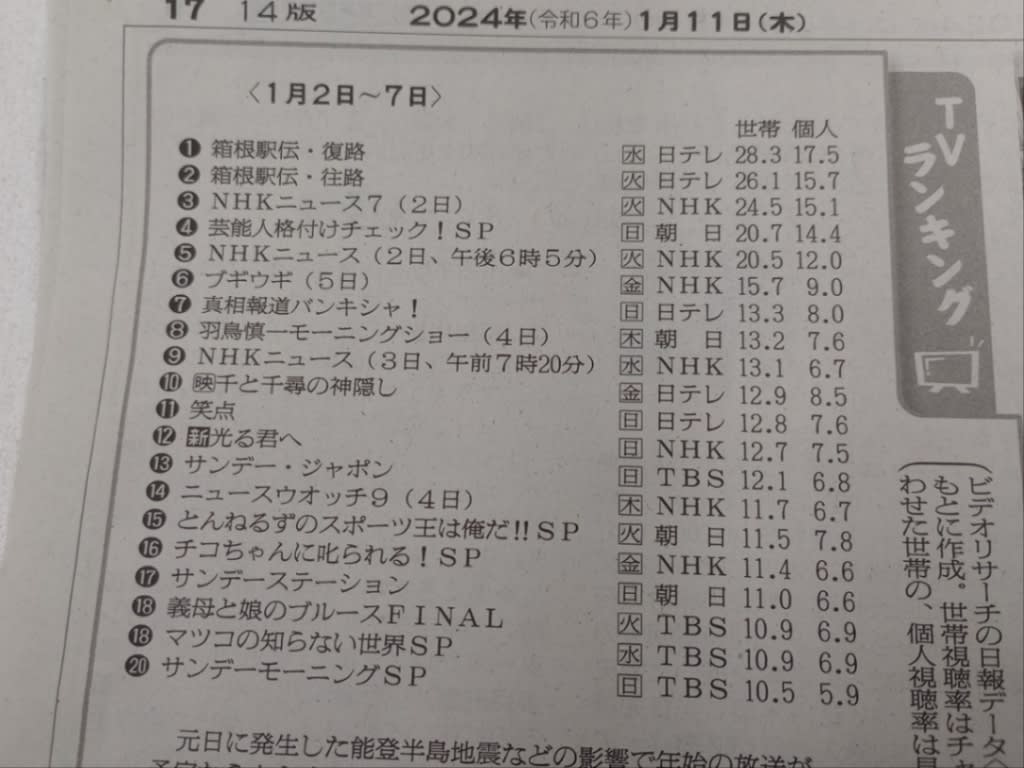 17 14版 2024年(令和6年)1月11日(木)
〈1月2日〜7日〉
世帯 個人
❶ 箱根駅伝・復路 水 日テレ 28.3 17.5
❷ 箱根駅伝・往路 火 日テレ 26.1 15.7
❸ NHKニュース7（2日） 火 NHK 24.5 15.1
❹ 芸能人格付けチェック！SP 日 朝日 20.7 14.4
❺ NHKニュース（2日、午後6時5分） 火 NHK 20.5 12.0
❻ ブギウギ（5日） 金 NHK 15.7 9.0
❼ 真相報道バンキシャ！ 日 日テレ 13.3 8.0
❽ 羽鳥慎一モーニングショー（4日） 木 朝日 13.2 7.6
❾ NHKニュース（3日、午前7時20分） 水 NHK 13.1 6.7
❿ 映千と千尋の神隠し 金 日テレ 12.9 8.5
⓫ 笑点 日 日テレ 12.8 7.6
⓬ 新光る君へ 日 NHK 12.7 7.5
⓭ サンデー・ジャポン 日 TBS 12.1 6.8
⓮ ニュースウオッチ9（4日） 木 NHK 11.7 6.7
⓯ とんねるずのスポーツ王は俺だ!!SP 火 朝日 11.5 7.8
⓰ チコちゃんに叱られる！SP 金 NHK 11.4 6.6
⓱ サンデーステーション 日 朝日 11.0 6.6
⓲ 義母と娘のブルースFINAL 火 TBS 10.9 6.9
⓲ マツコの知らない世界SP 水 TBS 10.9 6.9
⓴ サンデーモーニングSP 日 TBS 10.5 5.9
TVランキング
ビデオリサーチの日報データを
もとに作成。世帯視聴率はチャ
わせた世帯の、個人視聴率は見
元日に発生した能登半島地震などの影響で年始の放送が